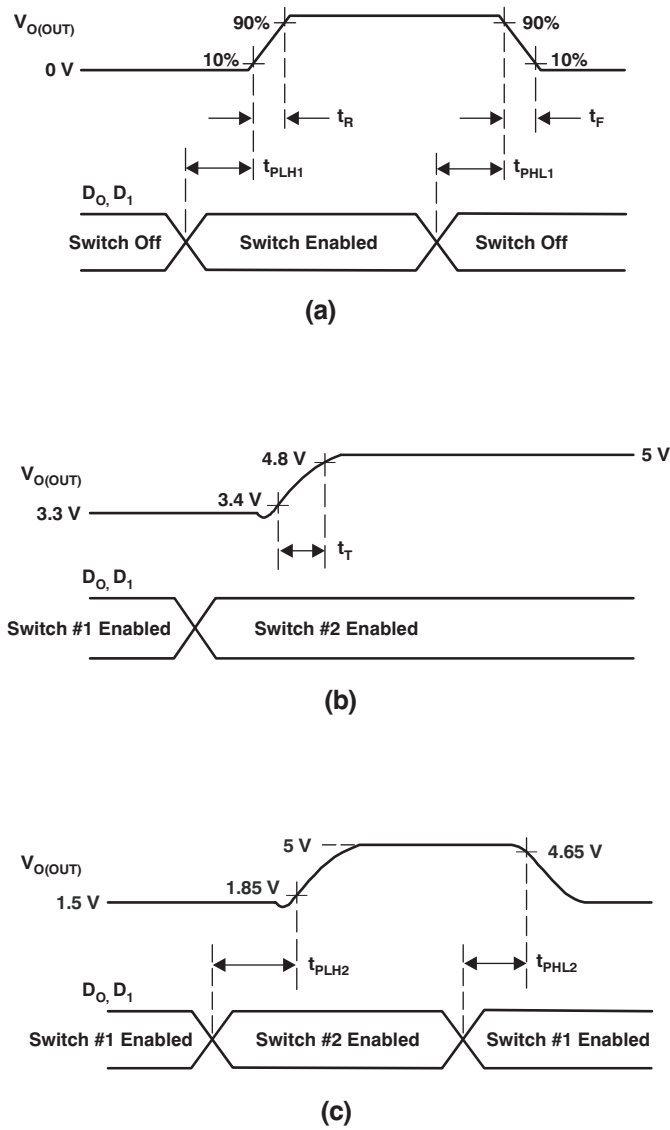 V_O(OUT)
90%
90%
10%
10%
0 V
t_R
t_F
t_PLH1
t_PHL1
D_O, D_1
Switch Off
Switch Enabled
Switch Off
(a)
4.8 V
5 V
V_O(OUT)
3.4 V
3.3 V
t_T
D_O, D_1
Switch #1 Enabled
Switch #2 Enabled
(b)
5 V
4.65 V
V_O(OUT)
1.85 V
1.5 V
t_PLH2
t_PHL2
D_O, D_1
Switch #1 Enabled
Switch #2 Enabled
Switch #1 Enabled
(c)